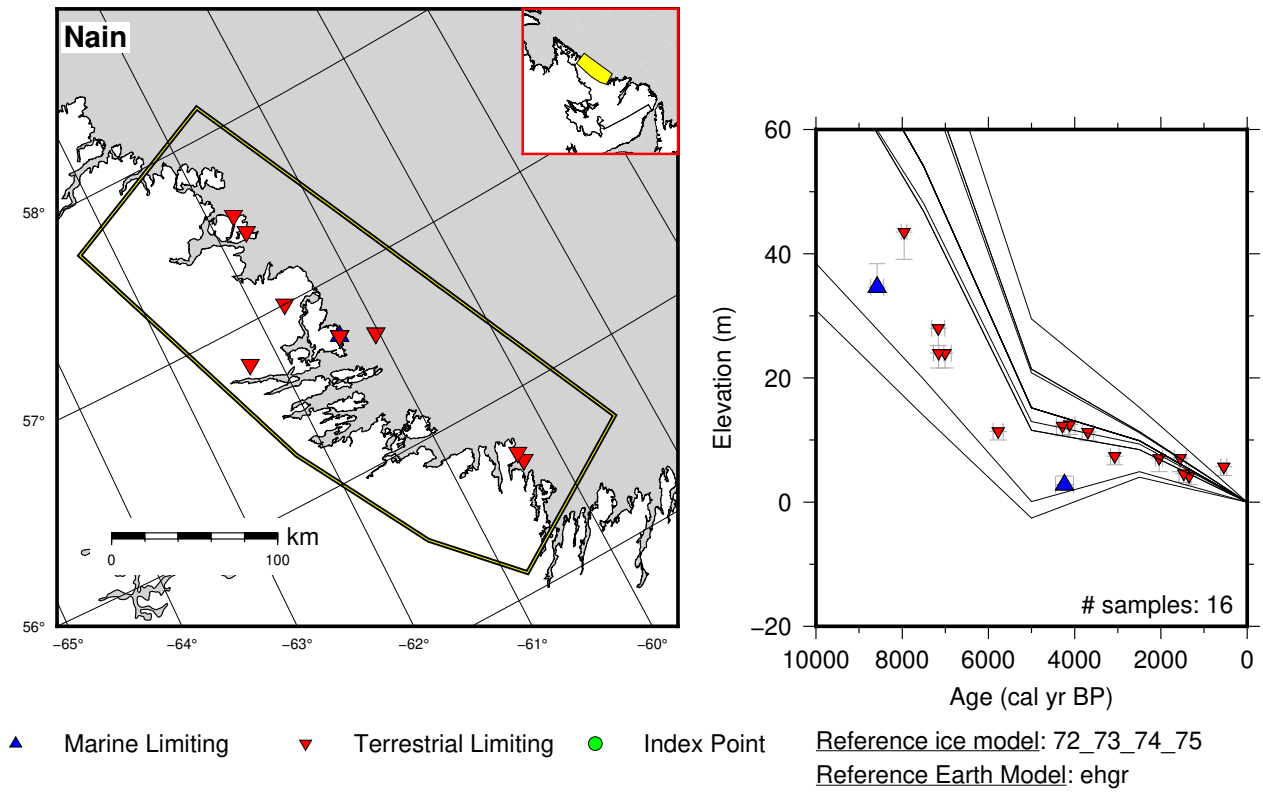 Nain
58°
57°
56°
−65°
−64°
−63°
−62°
−61°
−60°
km
0
100
60
40
20
0
−20
Elevation (m)
# samples: 16
10000
8000
6000
4000
2000
0
Age (cal yr BP)
Marine Limiting
Terrestrial Limiting
Index Point
Reference ice model: 72_73_74_75
Reference Earth Model: ehgr